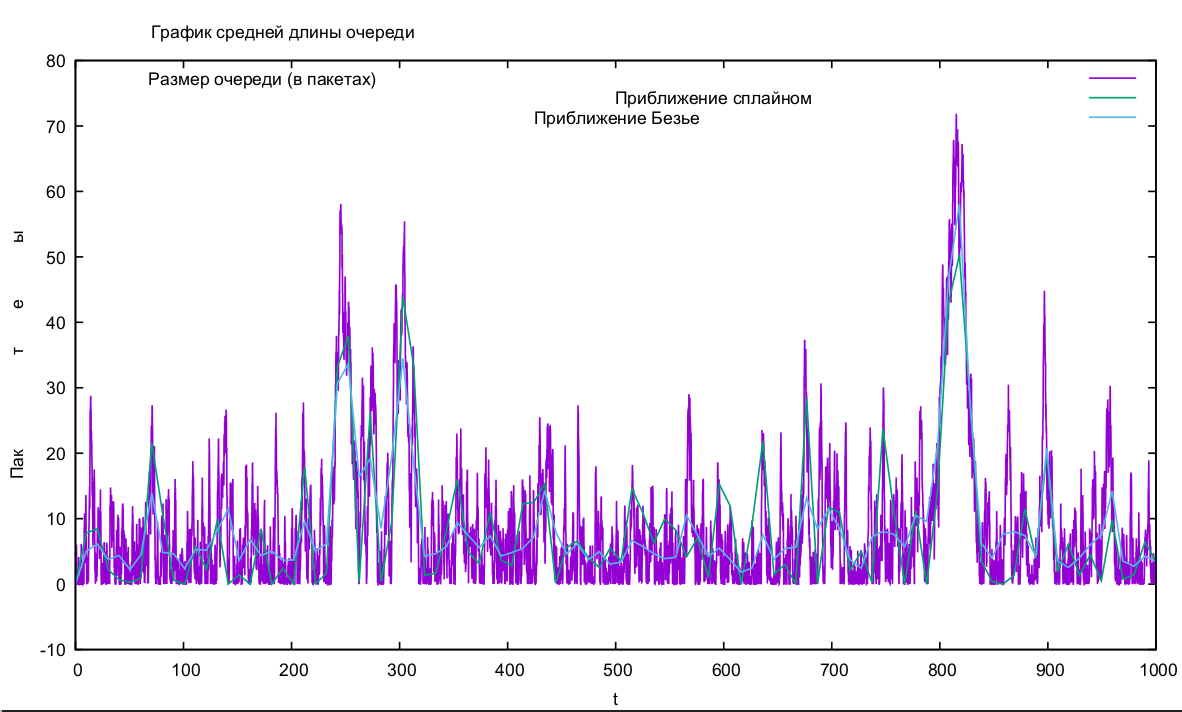 График средней длины очереди
80
Размер очереди (в пакетах)
Приближение сплайном
Приближение Безье
70
60
50
40
30
20
10
0
-10
Пак т е ы
0 100 200 300 400 500 600 700 800 900 1000
t